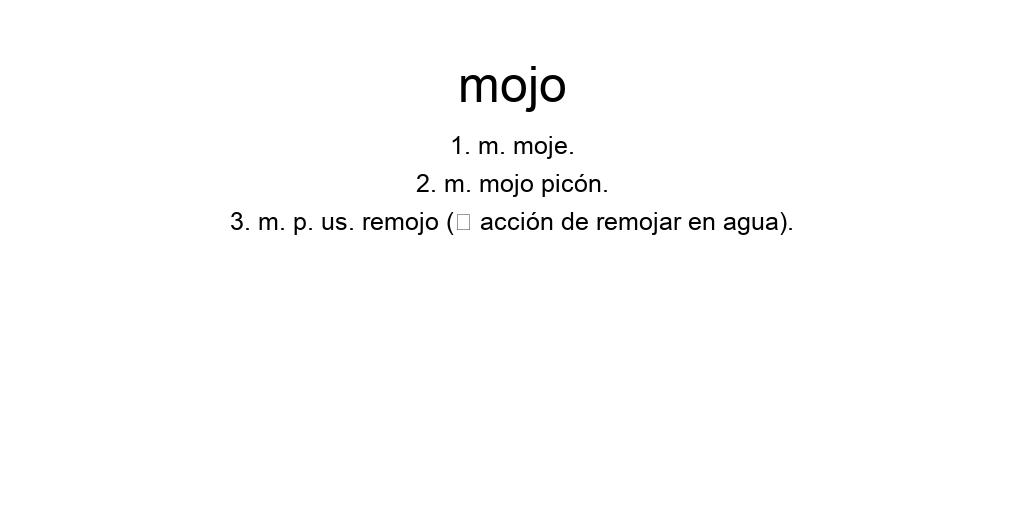 mojo
1. m. moje.
2. m. mojo picón.
3. m. p. us. remojo (□ acción de remojar en agua).